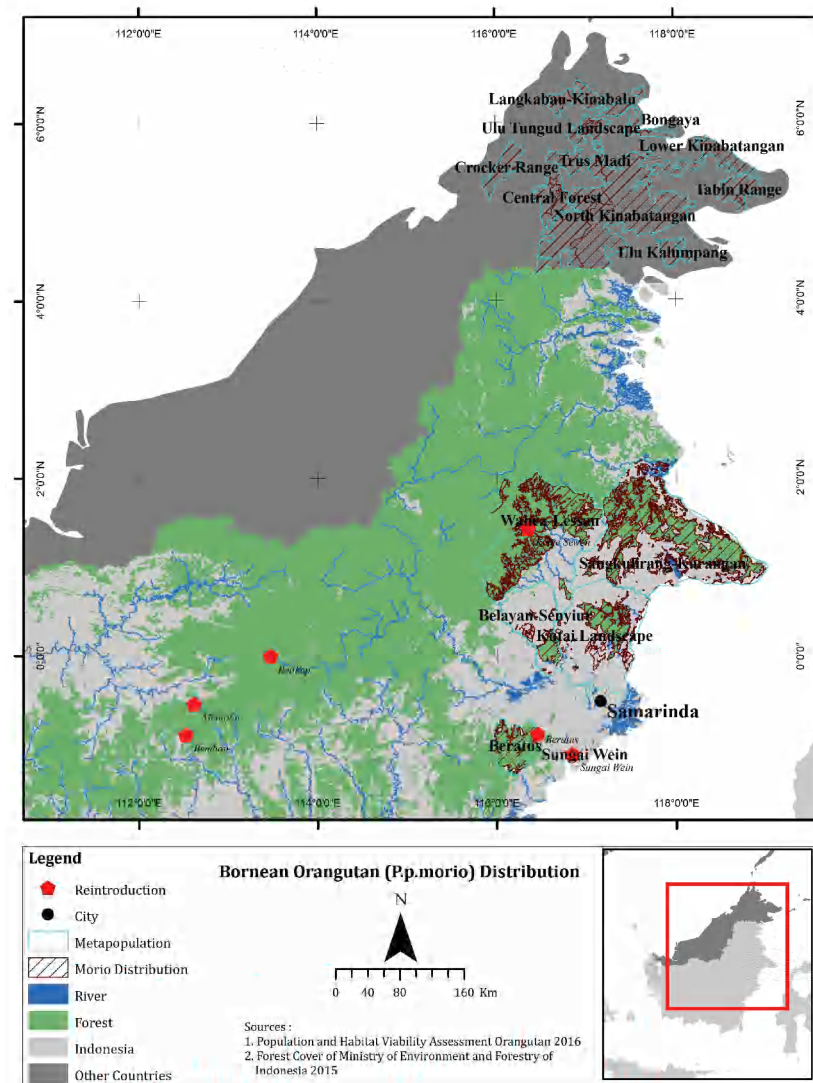 112°0'0"E 114°0'0"E 116°0'0"E 118°0'0"E
Langkabau-Kinabalu
6°0'0"N
6°0'0"N
Bongaya
Ulu Tungud Landscape
Lower Kinabatangan
Trus Madi
Crocker-Range
Tabin Range
Central Forest
North Kinabatangan
Ulu Kalumpang
4°0'0"N
4°0'0"N
2°0'0"N
2°0'0"N
Wahea-Lessan
Sangkulirang-Karangan
Belayan-Senyiur
Kutai Landscape
0°0'0"N
0°0'0"N
Samarinda
Beratus
Beratus
Sungai Wein
Sungai Wein
112°0'0"E 114°0'0"E 116°0'0"E 118°0'0"E
Legend
Reintroduction
City
Metapopulation
Morio Distribution
River
Forest
Indonesia
Other Countries
Bornean Orangutan (P.p.morio) Distribution
N
0 40 80 160 Km
Sources :
1. Population and Habitat Viability Assessment Orangutan 2016
2. Forest Cover of Ministry of Environment and Forestry of
Indonesia 2015